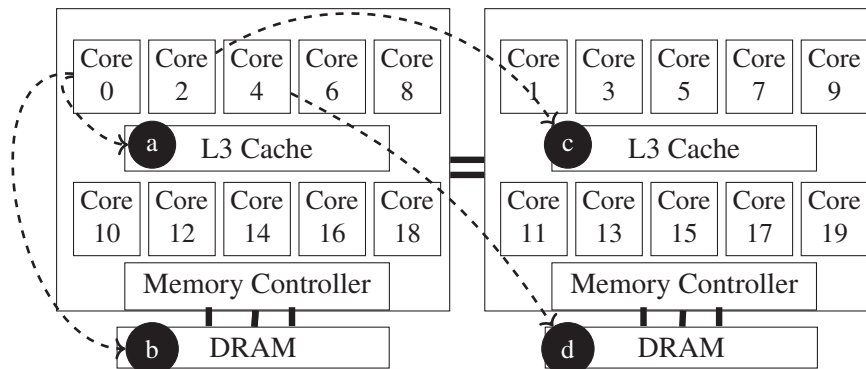 Core Core Core Core Core
0 2 4 6 8
a L3 Cache
Core Core Core Core Core
10 12 14 16 18
Memory Controller
b DRAM
Core Core Core Core Core
1 3 5 7 9
c L3 Cache
Core Core Core Core Core
11 13 15 17 19
Memory Controller
d DRAM